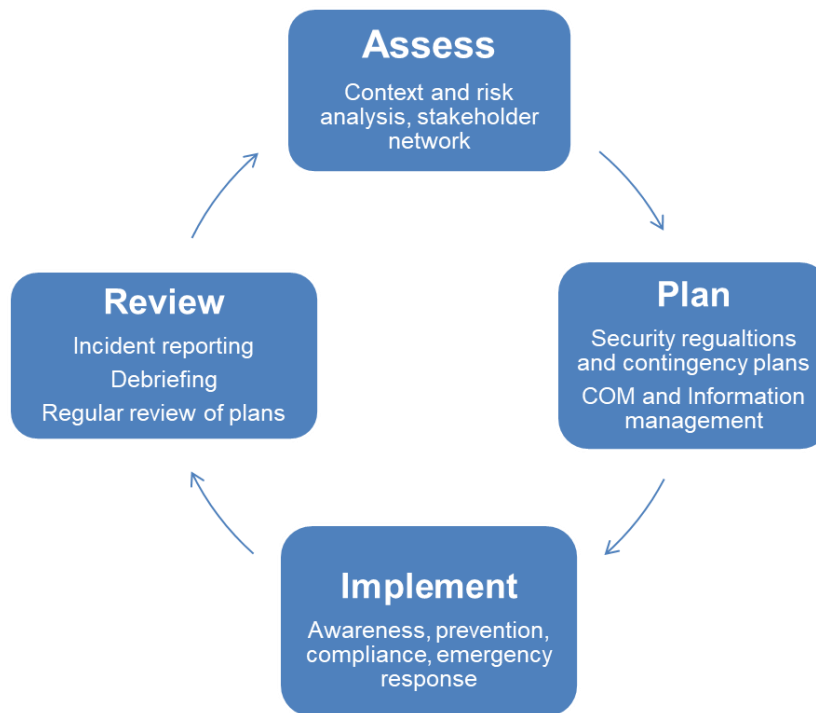 Assess
Context and risk
analysis, stakeholder
network
Plan
Security regualtions
and contingency plans
COM and Information
management
Implement
Awareness, prevention,
compliance, emergency
response
Review
Incident reporting
Debriefing
Regular review of plans